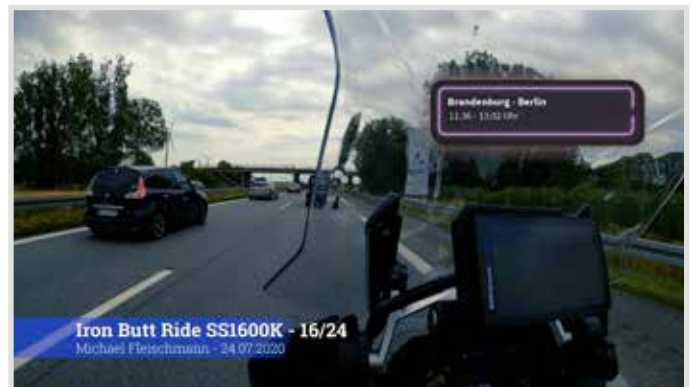 Brandenburg - Berlin
11.36 - 13.02 Uhr
Iron Butt Ride SS1600K - 16/24
Michael Fleischmann - 24.07.2020